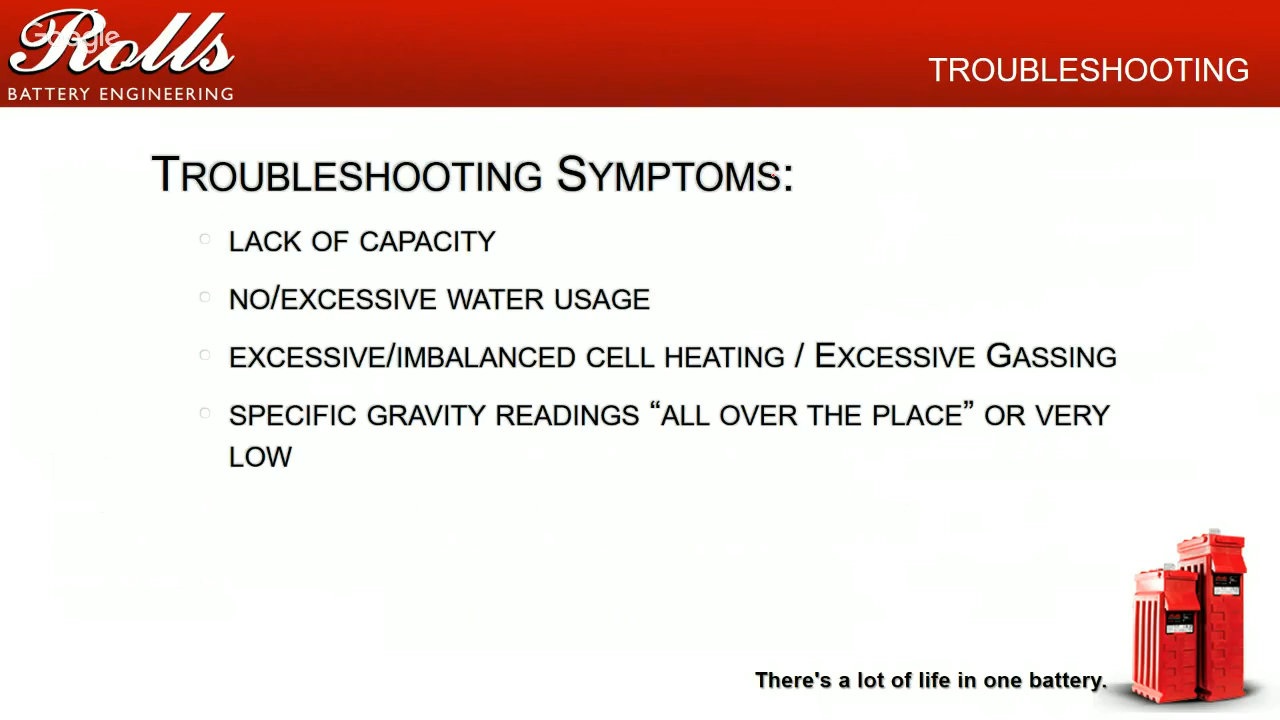 Google
Rolls
BATTERY ENGINEERING
TROUBLESHOOTING
TROUBLESHOOTING SYMPTOMS:
LACK OF CAPACITY
NO/EXCESSIVE WATER USAGE
EXCESSIVE/IMBALANCED CELL HEATING / EXCESSIVE GASSING
SPECIFIC GRAVITY READINGS “ALL OVER THE PLACE” OR VERY
LOW
There's a lot of life in one battery.